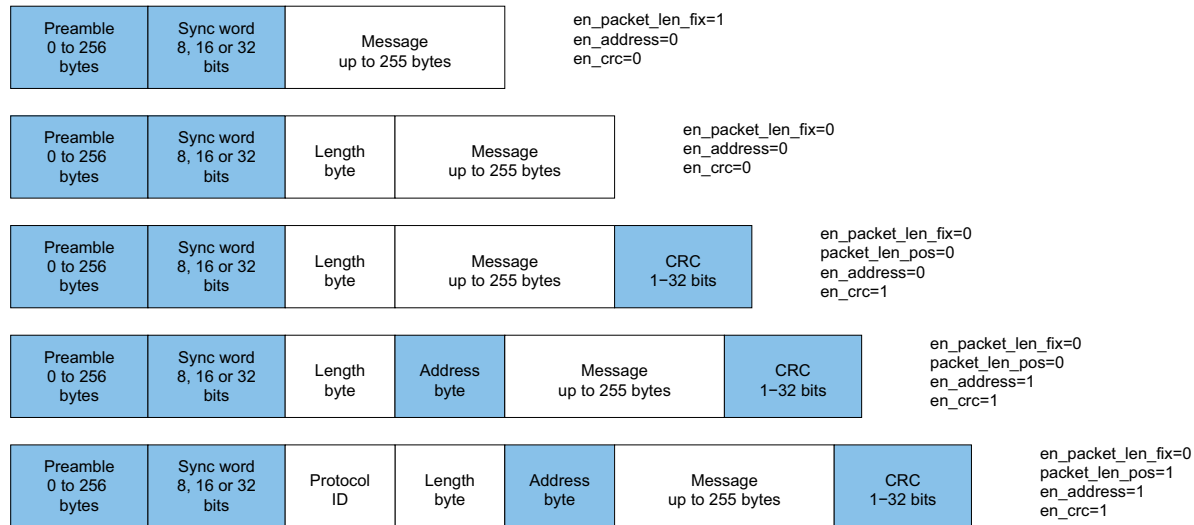 Preamble
0 to 256
bytes
Sync word
8, 16 or 32
bits
Message
up to 255 bytes
en_packet_len_fix=1
en_address=0
en_crc=0
Preamble
0 to 256
bytes
Sync word
8, 16 or 32
bits
Length
byte
Message
up to 255 bytes
en_packet_len_fix=0
en_address=0
en_crc=0
Preamble
0 to 256
bytes
Sync word
8, 16 or 32
bits
Length
byte
Message
up to 255 bytes
CRC
1−32 bits
en_packet_len_fix=0
packet_len_pos=0
en_address=0
en_crc=1
Preamble
0 to 256
bytes
Sync word
8, 16 or 32
bits
Length
byte
Address
byte
Message
up to 255 bytes
CRC
1−32 bits
en_packet_len_fix=0
packet_len_pos=0
en_address=1
en_crc=1
Preamble
0 to 256
bytes
Sync word
8, 16 or 32
bits
Protocol
ID
Length
byte
Address
byte
Message
up to 255 bytes
CRC
1−32 bits
en_packet_len_fix=0
packet_len_pos=1
en_address=1
en_crc=1